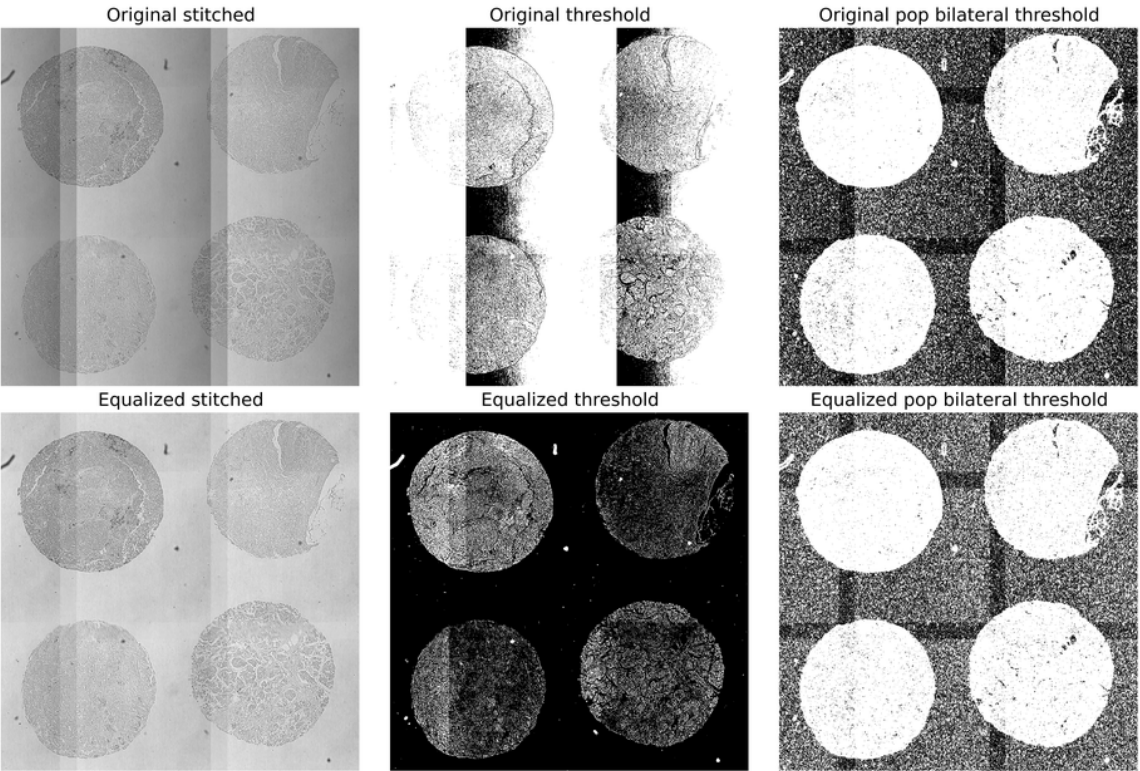 Original stitched
Original threshold
Original pop bilateral threshold
Equalized stitched
Equalized threshold
Equalized pop bilateral threshold